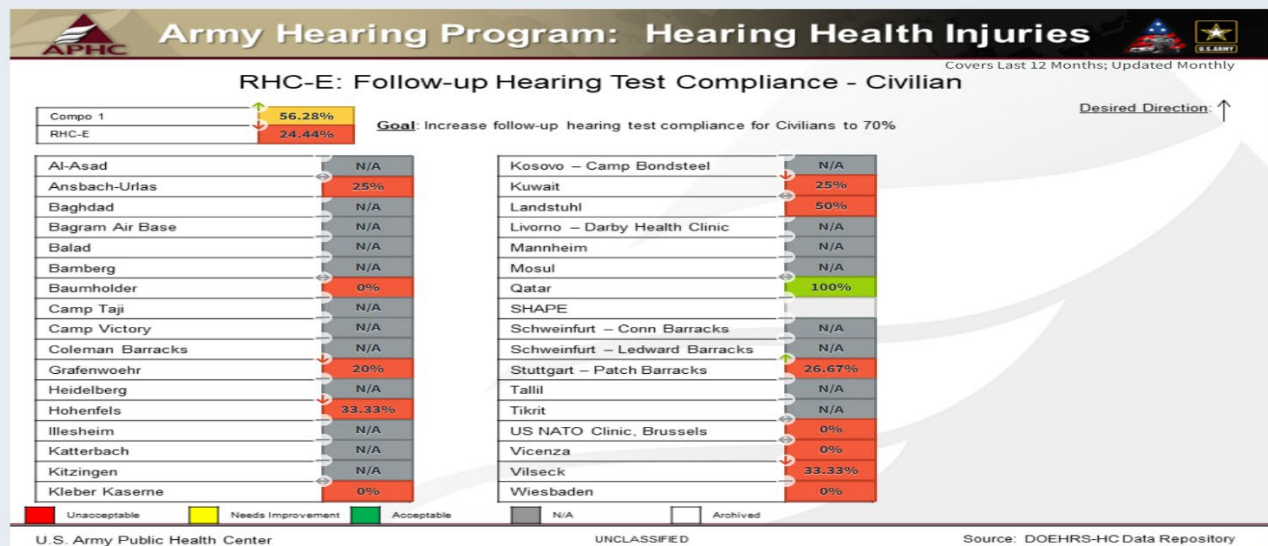 APHC
Army Hearing Program: Hearing Health Injuries
U.S. ARMY
Covers Last 12 Months; Updated Monthly
RHC-E: Follow-up Hearing Test Compliance - Civilian
Desired Direction:
Compo 1 56.28%
RHC-E 24.44%
Goal: Increase follow-up hearing test compliance for Civilians to 70%
Al-Asad N/A
Ansbach-Urlas 25%
Baghdad N/A
Bagram Air Base N/A
Balad N/A
Bamberg N/A
Baumholder 0%
Camp Taji N/A
Camp Victory N/A
Coleman Barracks N/A
Grafenwoehr 20%
Heidelberg N/A
Hohenfels 33.33%
Illesheim N/A
Katterbach N/A
Kitzingen N/A
Kleber Kaserne 0%
Kosovo – Camp Bondsteel N/A
Kuwait 25%
Landstuhl 50%
Livorno – Darby Health Clinic N/A
Mannheim N/A
Mosul N/A
Qatar 100%
SHAPE
Schweinfurt – Conn Barracks N/A
Schweinfurt – Ledward Barracks N/A
Stuttgart – Patch Barracks 26.67%
Tallil N/A
Tikrit N/A
US NATO Clinic, Brussels 0%
Vicenza 0%
Vilseck 33.33%
Wiesbaden 0%
Unacceptable Needs Improvement Acceptable N/A Archived
U.S. Army Public Health Center UNCLASSIFIED Source: DOEHRS-HC Data Repository